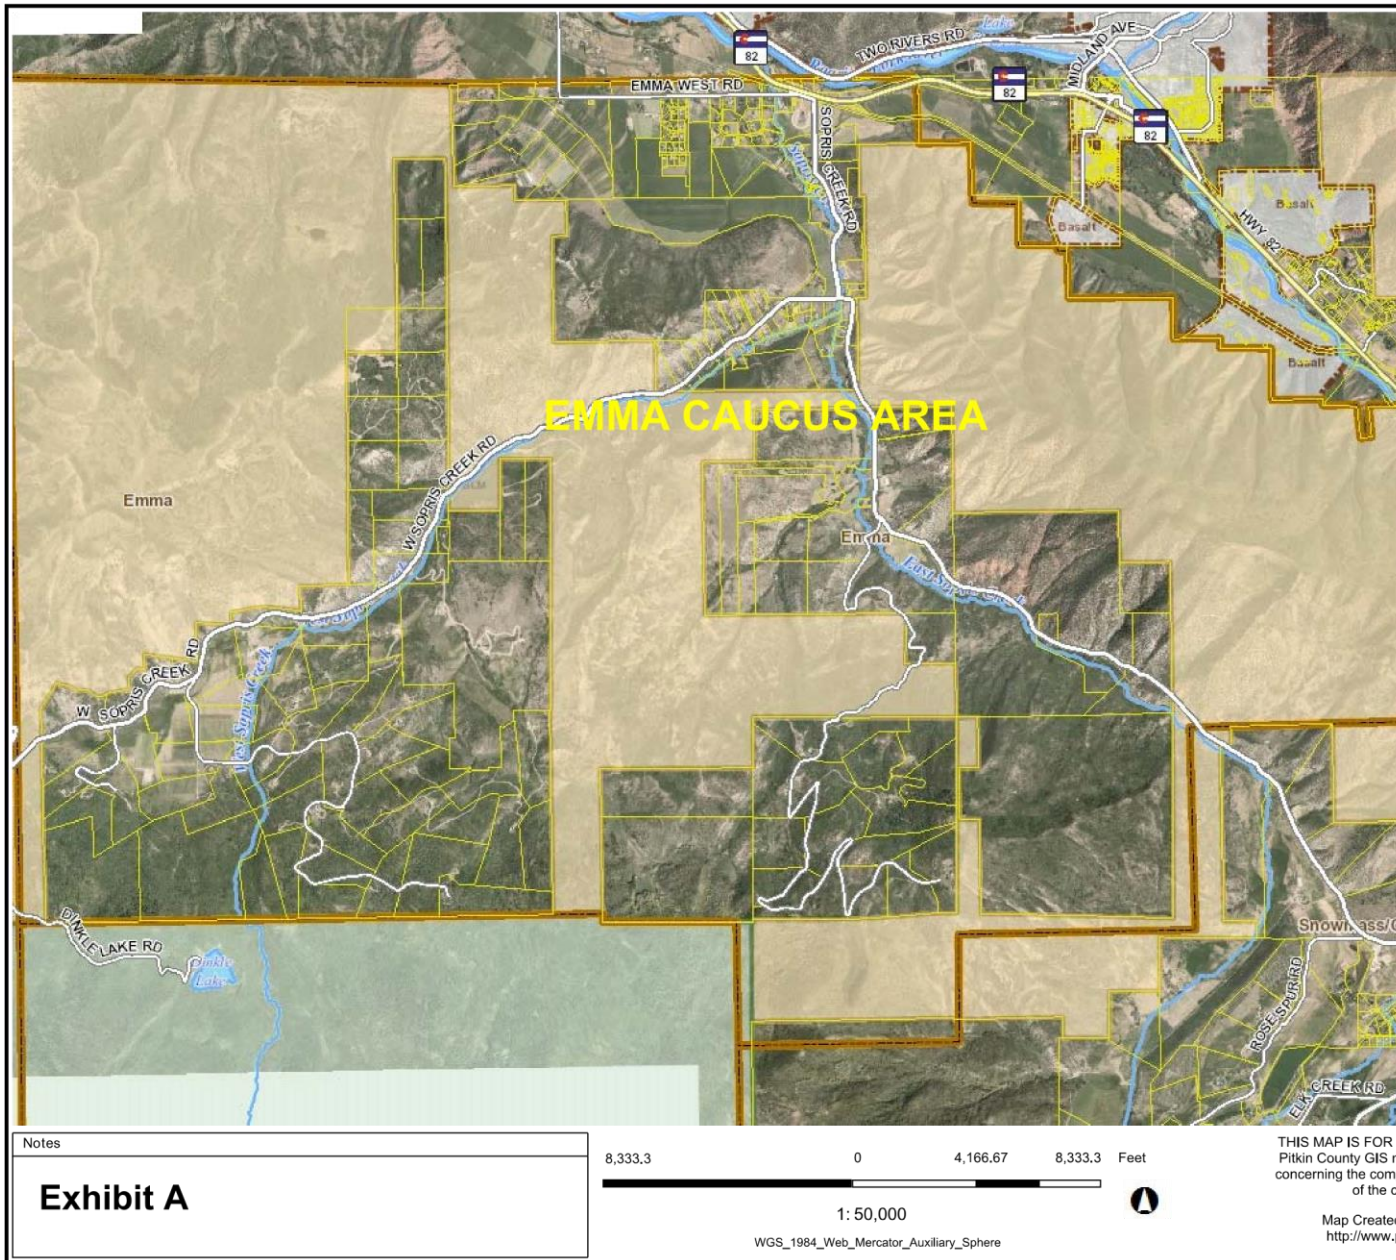 Lake
TWO RIVERS RD
MIDLAND AVE
82
82
82
EMMA WEST RD
SOPRIS CREEK RD
HWY 82
Basalt
Basalt
Basalt
EMMA CAUCUS AREA
W SOPRIS CREEK RD
Emma
Emma
East Sopris
W SOPRIS CREEK RD
West Sopris Creek
DINKLE LAKE RD
Dinkle
Lake
ROSE SPUR RD
ELK CREEK RD
Notes
Exhibit A
8,333.3 0 4,166.67 8,333.3 Feet
1: 50,000
WGS_1984_Web_Mercator_Auxiliary_Sphere
THIS MAP IS FOR
Pitkin County GIS
concerning the com
of the
Map Create
http://www.